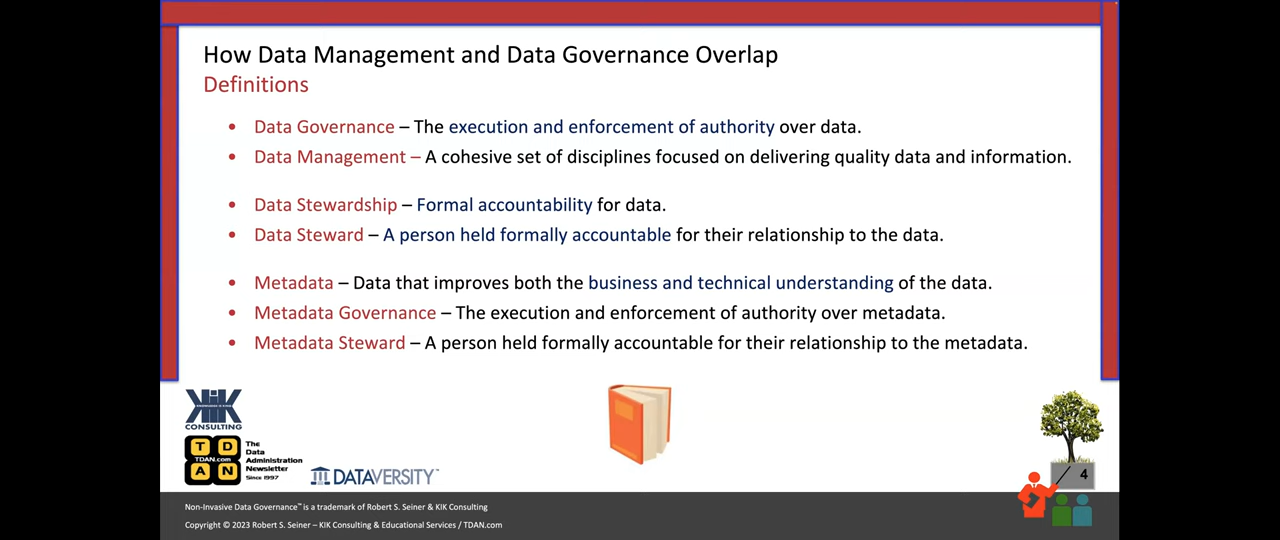 How Data Management and Data Governance Overlap
Definitions
• Data Governance – The execution and enforcement of authority over data.
• Data Management – A cohesive set of disciplines focused on delivering quality data and information.
• Data Stewardship – Formal accountability for data.
• Data Steward – A person held formally accountable for their relationship to the data.
• Metadata – Data that improves both the business and technical understanding of the data.
• Metadata Governance – The execution and enforcement of authority over metadata.
• Metadata Steward – A person held formally accountable for their relationship to the metadata.
KIK
CONSULTING
T D
TDAN.com
A N
The
Data
Administration
Newsletter
Since 1997
DATAVERSITY™
4
Non-Invasive Data Governance™ is a trademark of Robert S. Seiner & KIK Consulting
Copyright © 2023 Robert S. Seiner – KIK Consulting & Educational Services / TDAN.com